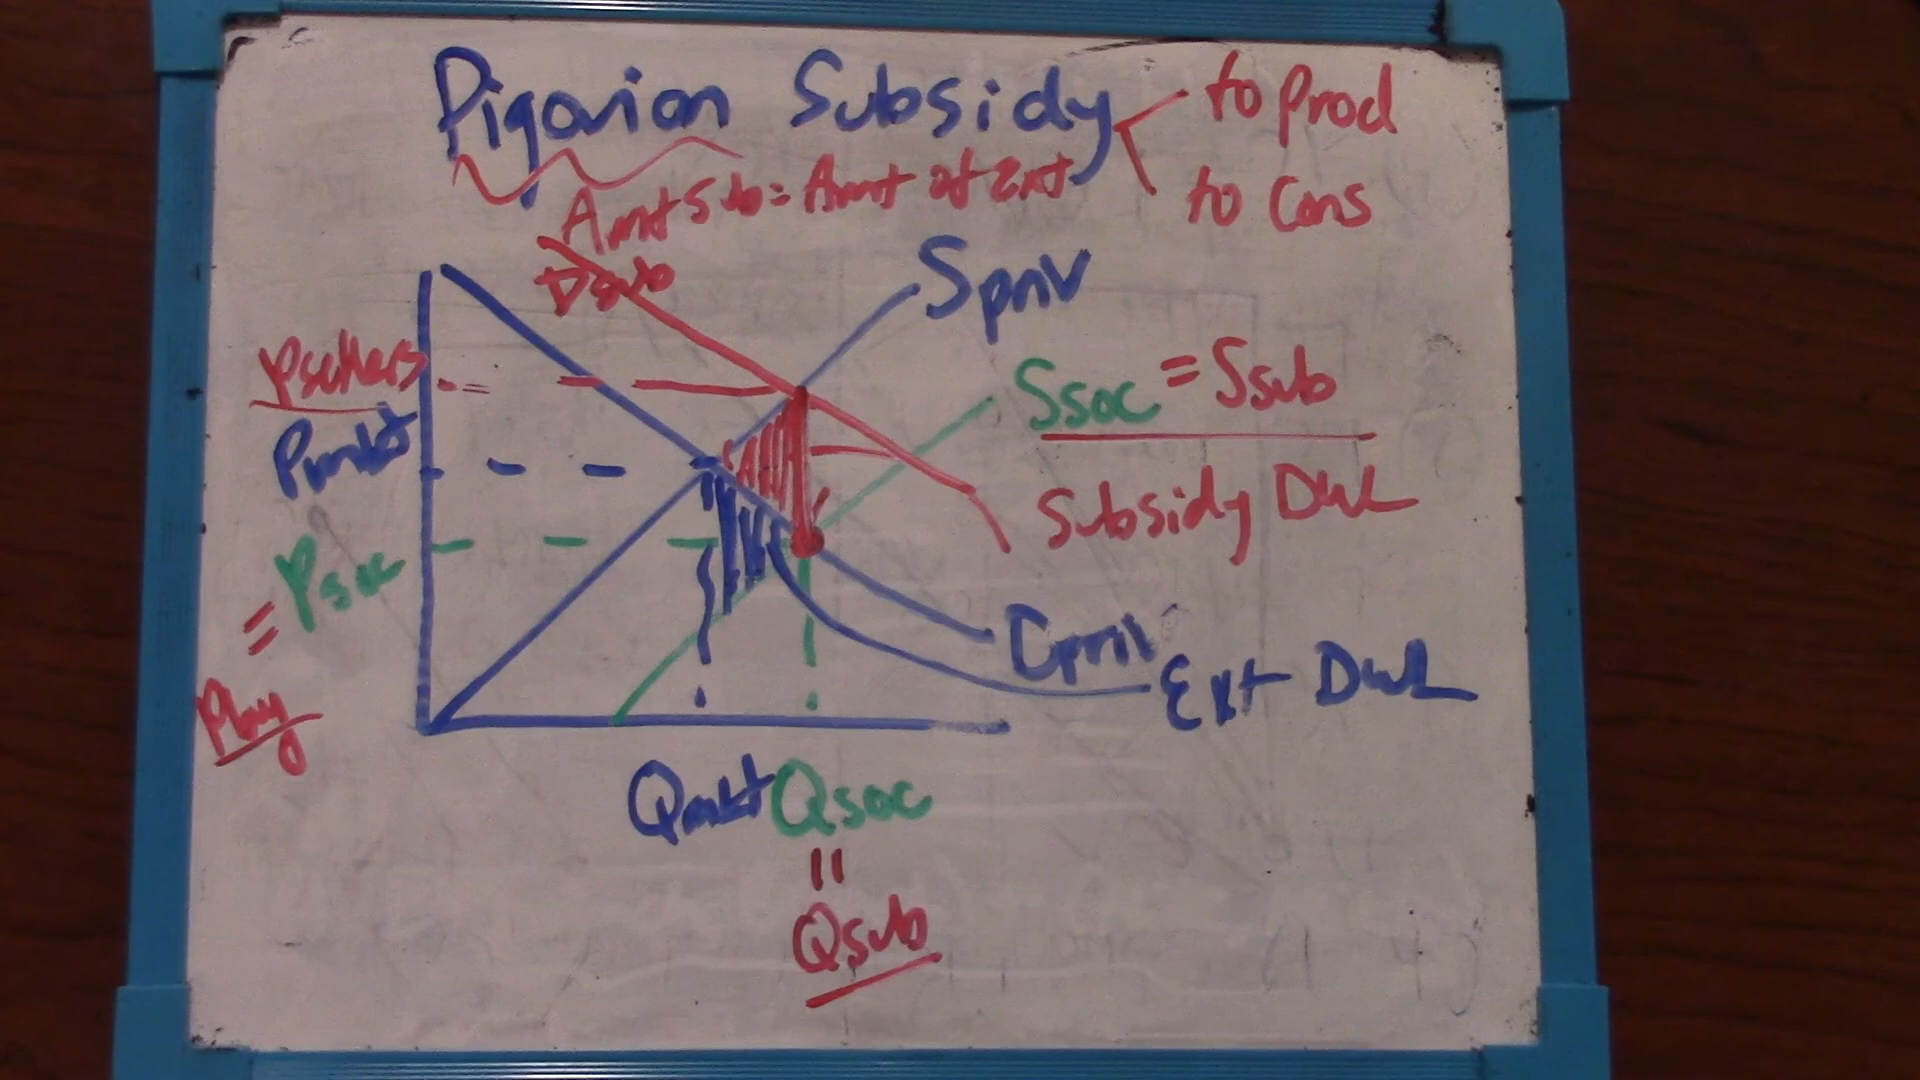 Pigovian Subsidy to Prod
Amt Sub = Amt of Ext to Cons
Dsub
Spriv
Psellers
Pmkt
Ssoc = Ssub
Subsidy DWL
Psoc
=
Pbuy
Dpriv
Ext DWL
Qmkt Qsoc
=
Qsub